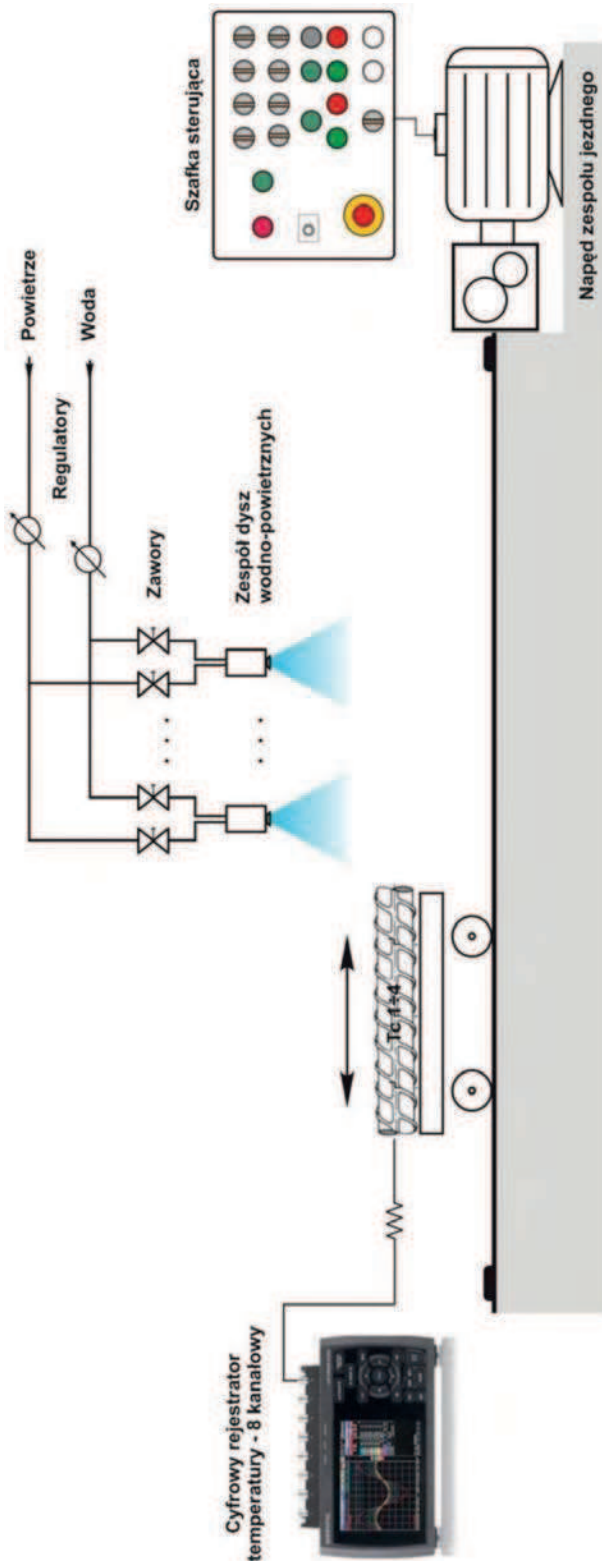 Cyfrowy rejestrator
temperatury - 8 kanałowy
Tc 1÷4
Zawory
Zespół dysz
wodno-powietrznych
Regulatory
Powietrze
Woda
Szafka sterująca
Napęd zespołu jezdnego